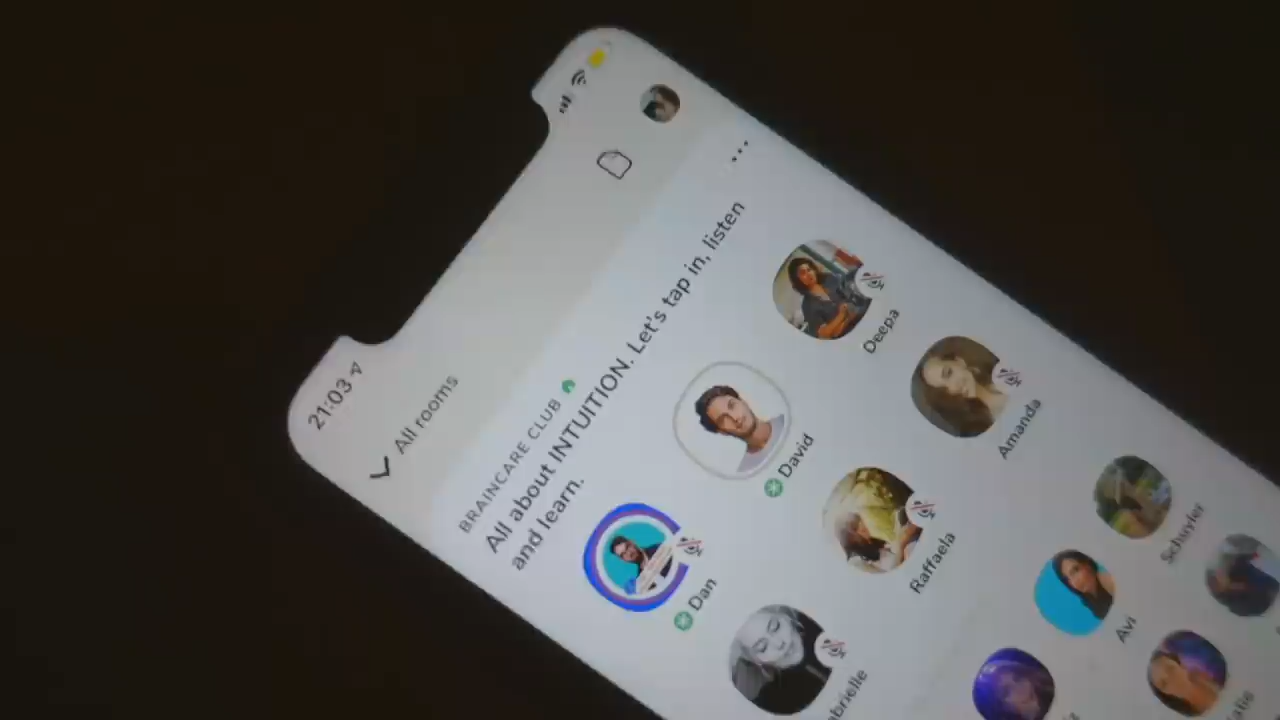 21:03
All rooms
BRAINCARE CLUB
All about INTUITION. Let's tap in, listen
and learn.
Dan
David
Deepa
Raffaela
Amanda
Avi
Schuyler